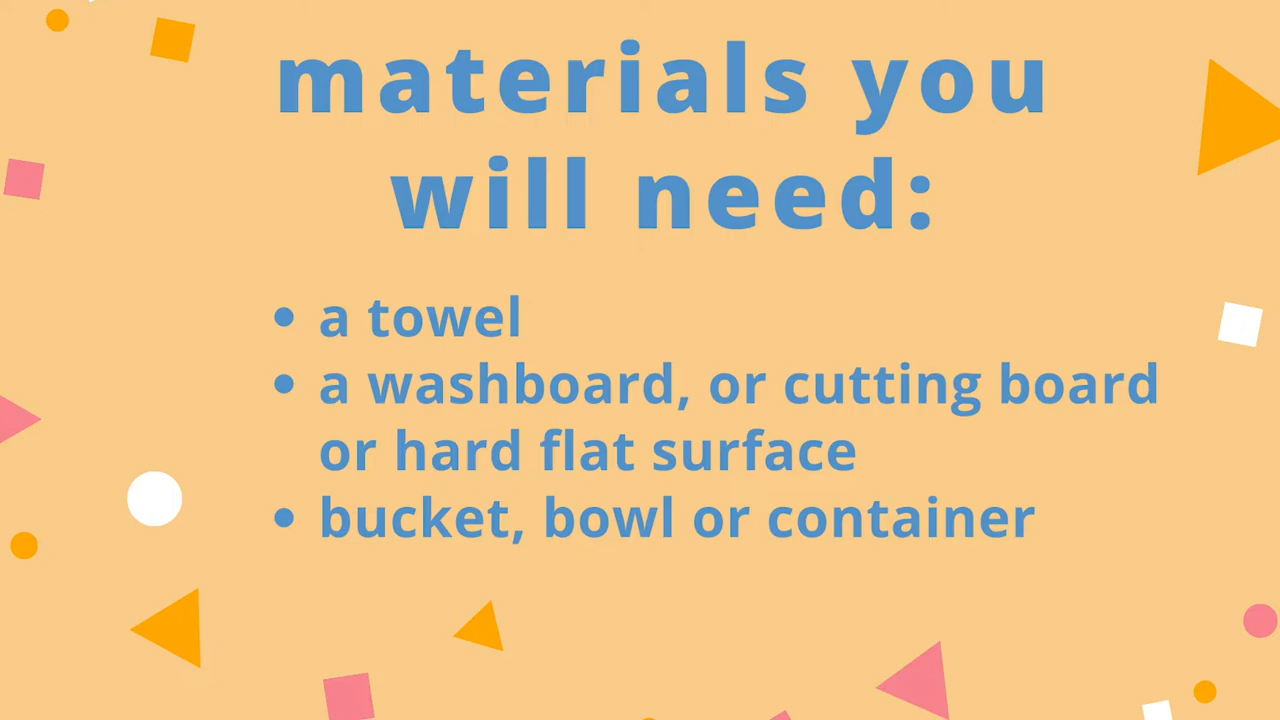 materials you
will need:
• a towel
• a washboard, or cutting board
or hard flat surface
• bucket, bowl or container